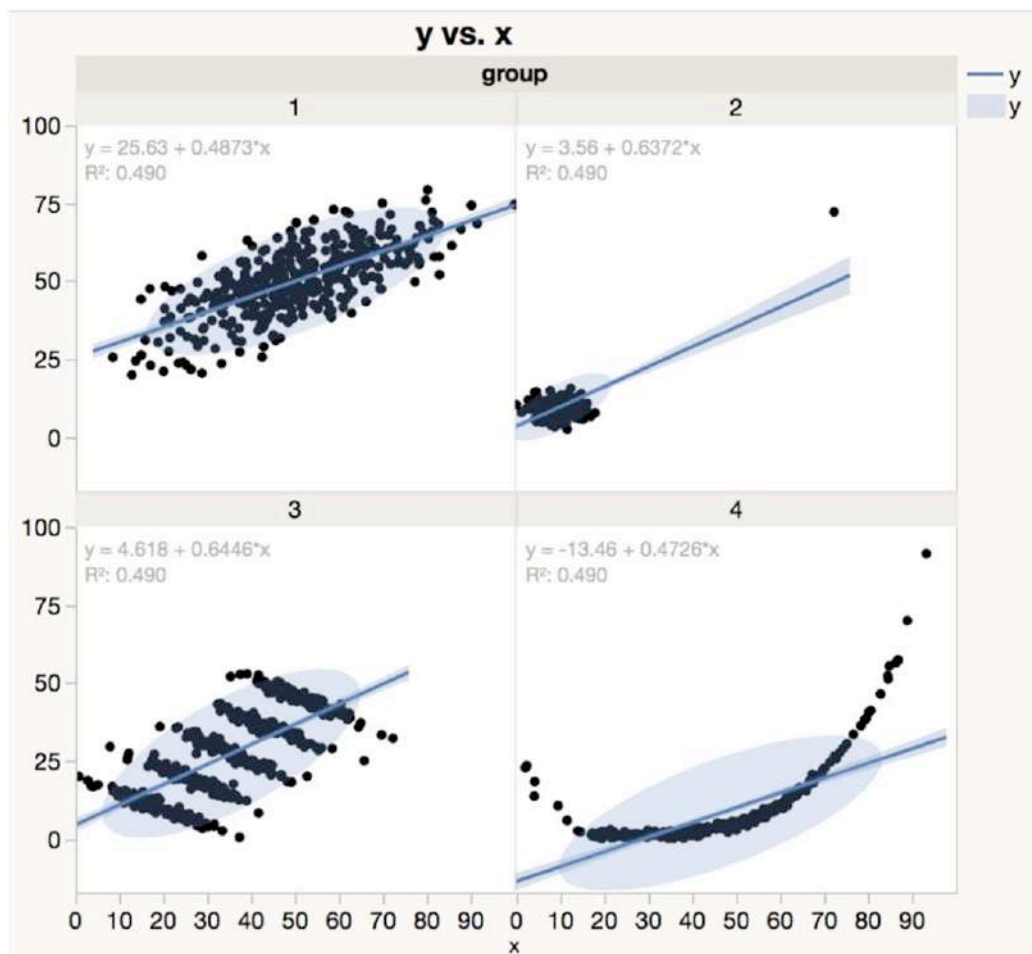 y vs. x
group
y
y
1
2
100
75
50
25
0
y = 25.63 + 0.4873*x
R²: 0.490
y = 3.56 + 0.6372*x
R²: 0.490
3
4
100
75
50
25
0
y = 4.618 + 0.6446*x
R²: 0.490
y = -13.46 + 0.4726*x
R²: 0.490
0 10 20 30 40 50 60 70 80 90 0 10 20 30 40 50 60 70 80 90
x